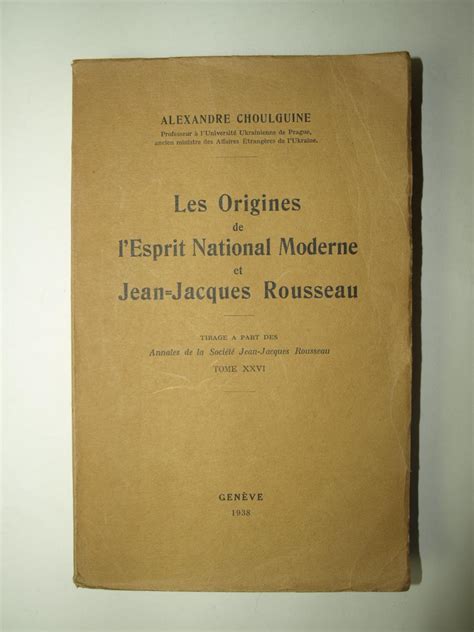 ALEXANDRE CHOULGUINE
Professeur à l'Université Ukrainienne de Prague,
ancien ministre des Affaires Étrangères de l'Ukraine.
Les Origines
de
l'Esprit National Moderne
et
Jean-Jacques Rousseau
TIRAGE A PART DES
Annales de la Société Jean-Jacques Rousseau
TOME XXVI
GENÈVE
1938